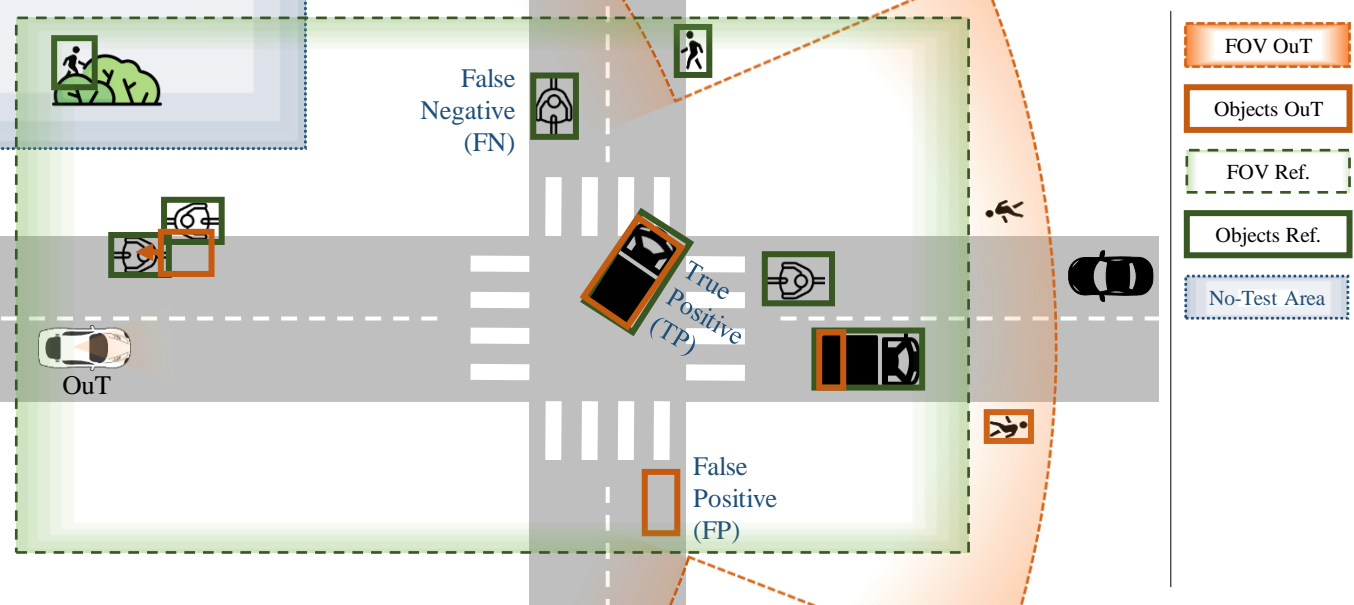 False
Negative
(FN)
True
Positive
(TP)
OuT
False
Positive
(FP)
FOV OuT
Objects OuT
FOV Ref.
Objects Ref.
No-Test Area